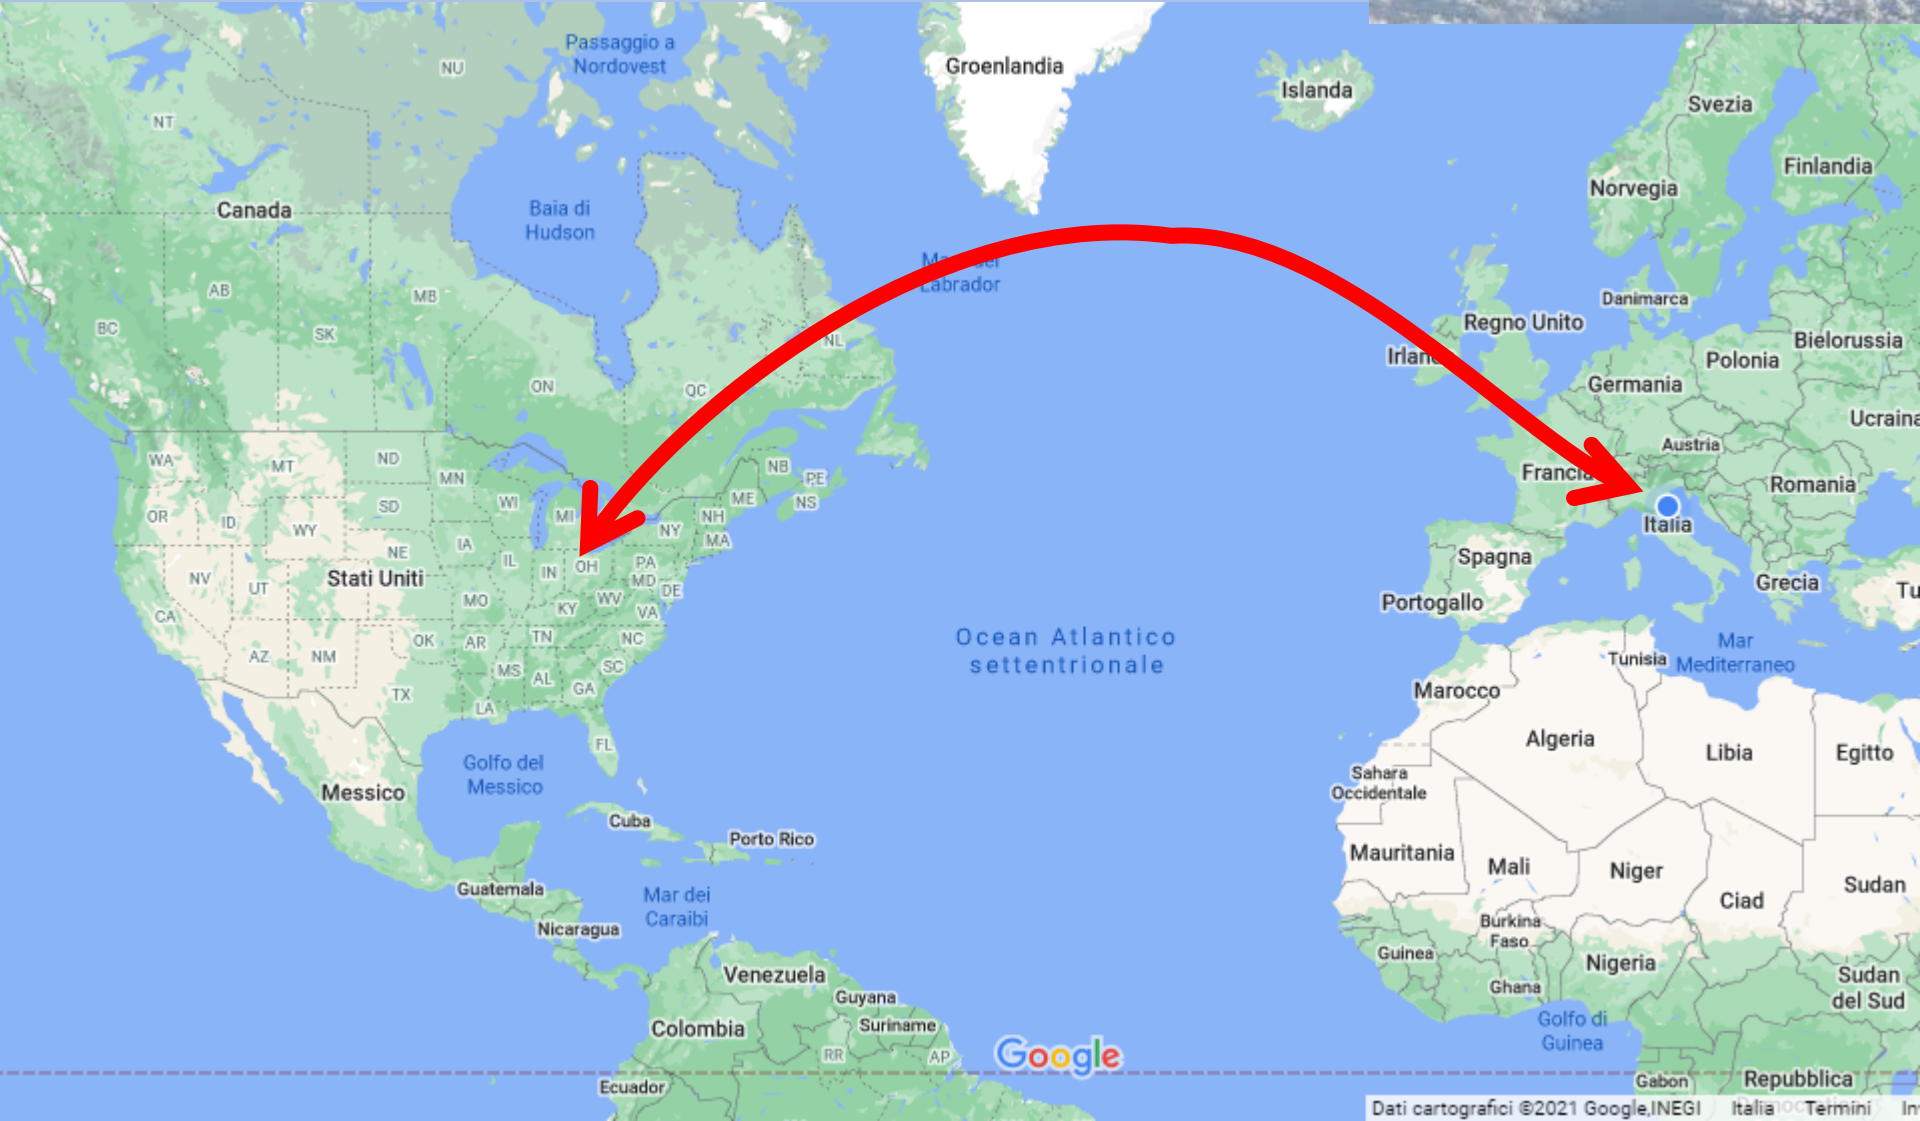 Passaggio a
Nordovest
NU
Groenlandia
Islanda
Svezia
NT
Finlandia
Norvegia
Canada
Baia di
Hudson
Labrador
AB
MB
Danimarca
BC
SK
NL
Regno Unito
Bielorussia
Polonia
ON
QC
Germania
Ucraina
Austria
WA
MT
ND
MN
NB
PE
Francia
Romania
WI
ME
NS
SD
OR
ID
WY
MI
NH
NY
MA
Italia
IA
NE
IL
IN
OH
PA
Spagna
NV
UT
Stati Uniti
MD
DE
Grecia
Tu
CA
MO
KY
WV
VA
Portogallo
OK
AR
TN
NC
Ocean Atlantico
settentrionale
AZ
NM
MS
AL
SC
GA
Tunisia
Mar
Mediterraneo
TX
LA
Marocco
FL
Algeria
Libia
Egitto
Golfo del
Messico
Sahara
Occidentale
Messico
Cuba
Porto Rico
Mauritania
Mali
Niger
Ciad
Sudan
Guatemala
Mar dei
Caraibi
Nicaragua
Burkina
Faso
Guinea
Nigeria
Venezuela
Ghana
Sudan
del Sud
Guyana
Colombia
Suriname
Golfo di
Guinea
RR
AP
Google
Ecuador
Gabon
Repubblica
Dati cartografici ©2021 Google,INEGI Italia Termini